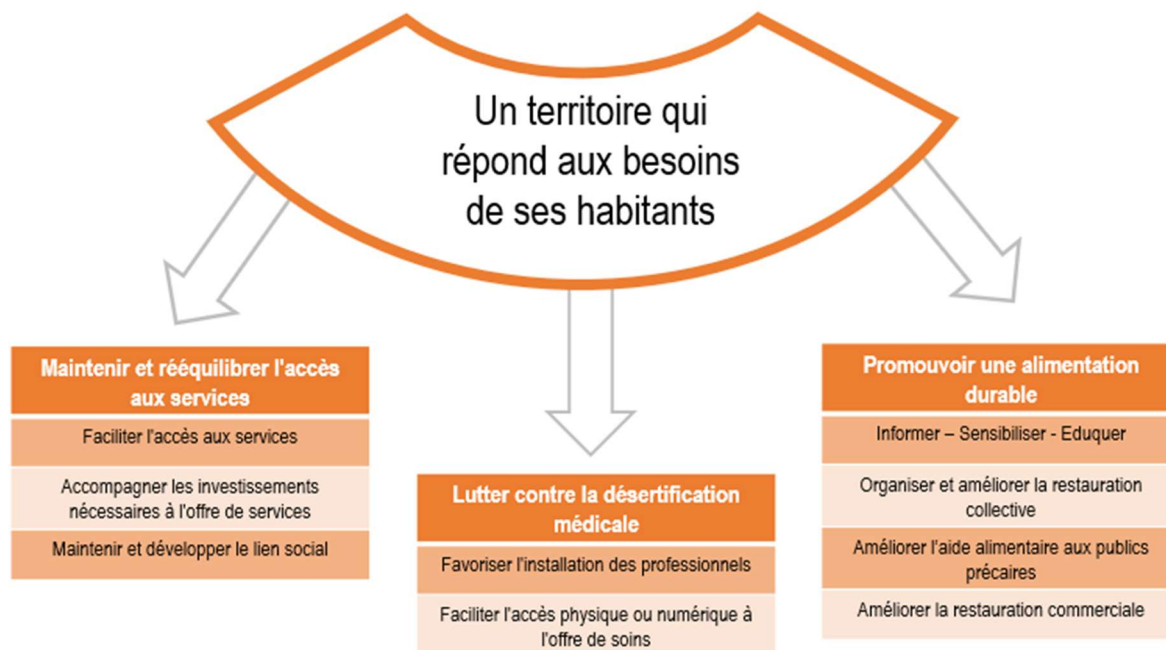 Un territoire qui
répond aux besoins
de ses habitants
Maintenir et rééquilibrer l'accès
aux services
Faciliter l'accès aux services
Accompagner les investissements
nécessaires à l'offre de services
Maintenir et développer le lien social
Lutter contre la désertification
médicale
Favoriser l'installation des professionnels
Faciliter l'accès physique ou numérique à
l'offre de soins
Promouvoir une alimentation
durable
Informer – Sensibiliser - Eduquer
Organiser et améliorer la restauration
collective
Améliorer l'aide alimentaire aux publics
précaires
Améliorer la restauration commerciale